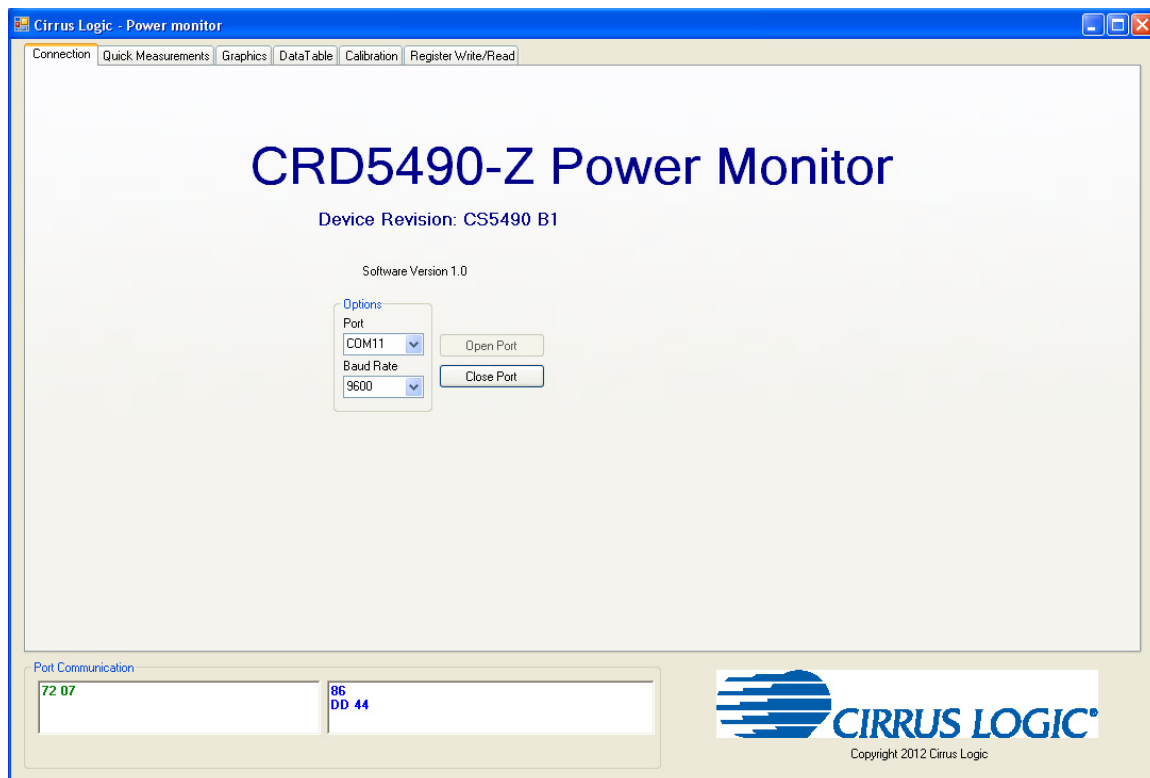 Cirrus Logic - Power monitor
Connection Quick Measurements Graphics DataTable Calibration Register Write/Read
CRD5490-Z Power Monitor
Device Revision: CS5490 B1
Software Version 1.0
Options
Port
COM11
Open Port
Baud Rate
9600
Close Port
Port Communication
72 07
86
DD 44
CIRRUS LOGIC®
Copyright 2012 Cirrus Logic